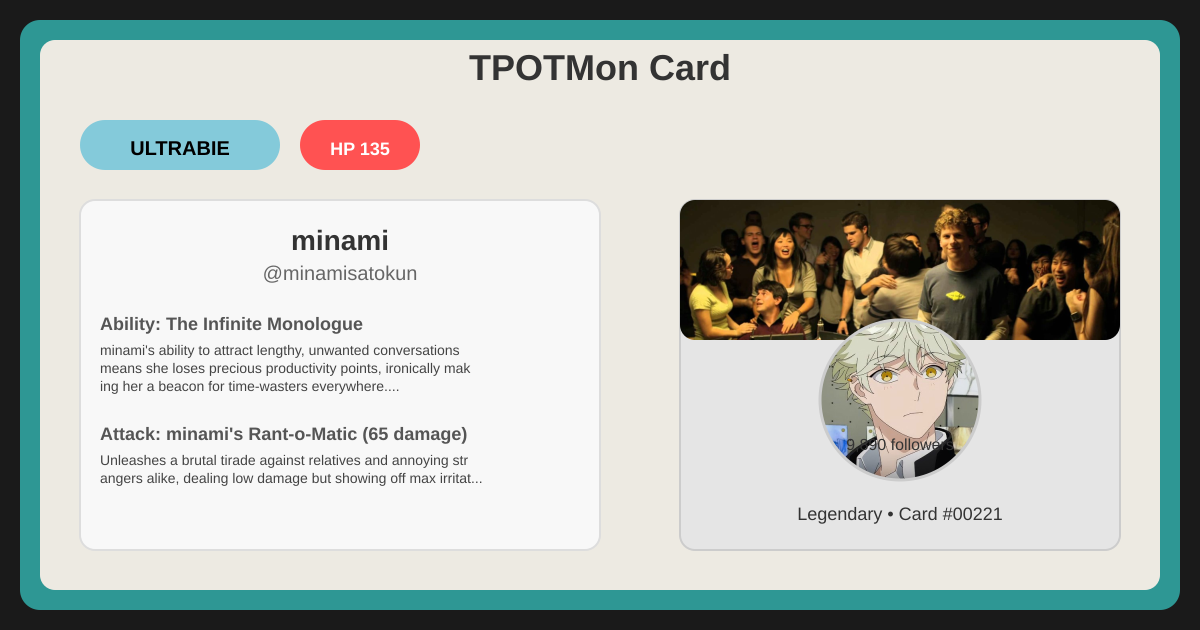 TPOTMon Card
ULTRABIE
HP 135
minami
@minamisatokun
Ability: The Infinite Monologue
minami's ability to attract lengthy, unwanted conversations
means she loses precious productivity points, ironically mak
ing her a beacon for time-wasters everywhere....
Attack: minami's Rant-o-Matic (65 damage)
Unleashes a brutal tirade against relatives and annoying str
angers alike, dealing low damage but showing off max irritat...
followers
Legendary • Card #00221